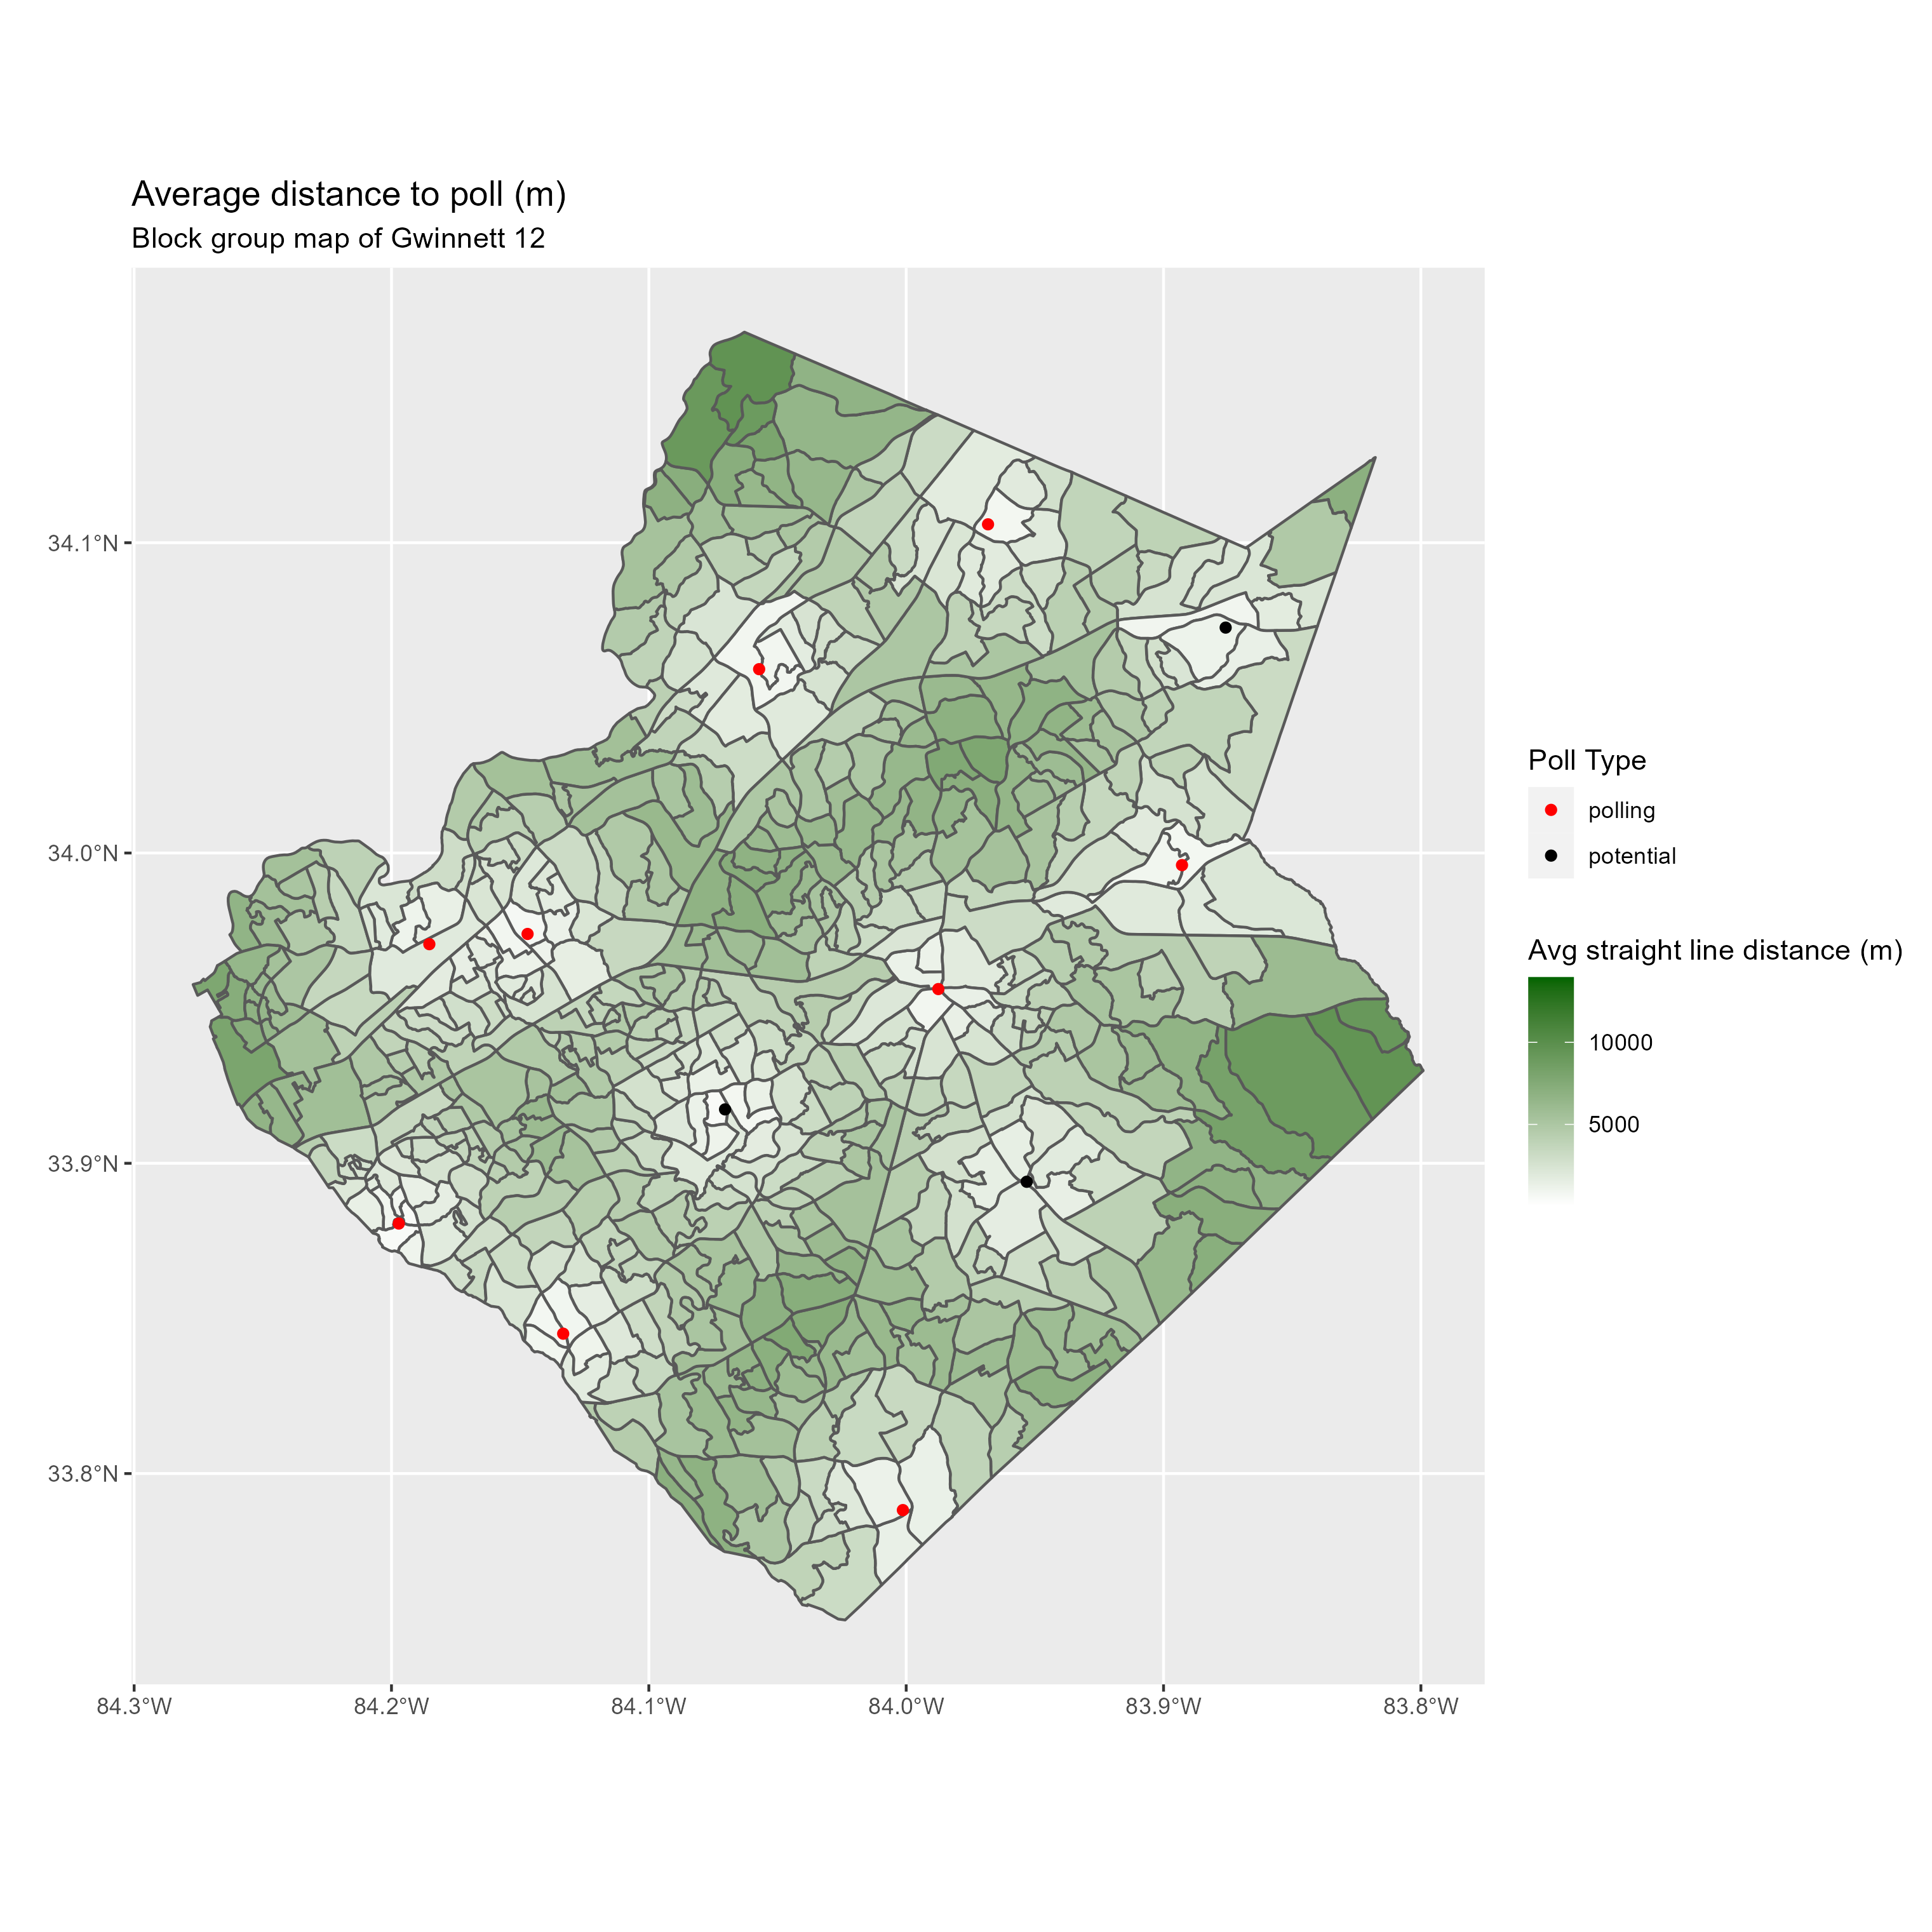 Average distance to poll (m)
Block group map of Gwinnett 12
34.1°N
34.0°N
33.9°N
33.8°N
84.3°W
84.2°W
84.1°W
84.0°W
83.9°W
83.8°W
Poll Type
polling
potential
Avg straight line distance (m)
10000
5000